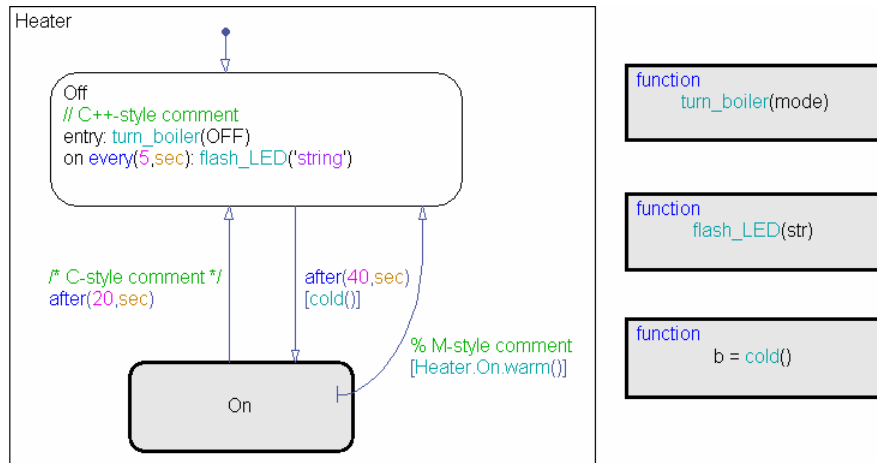 Heater
Off
// C++-style comment
entry: turn_boiler(OFF)
on every(5,sec): flash_LED('string')
/* C-style comment */
after(20,sec)
after(40,sec)
[cold()]
% M-style comment
[Heater.On.warm()]
On
function
turn_boiler(mode)
function
flash_LED(str)
function
b = cold()